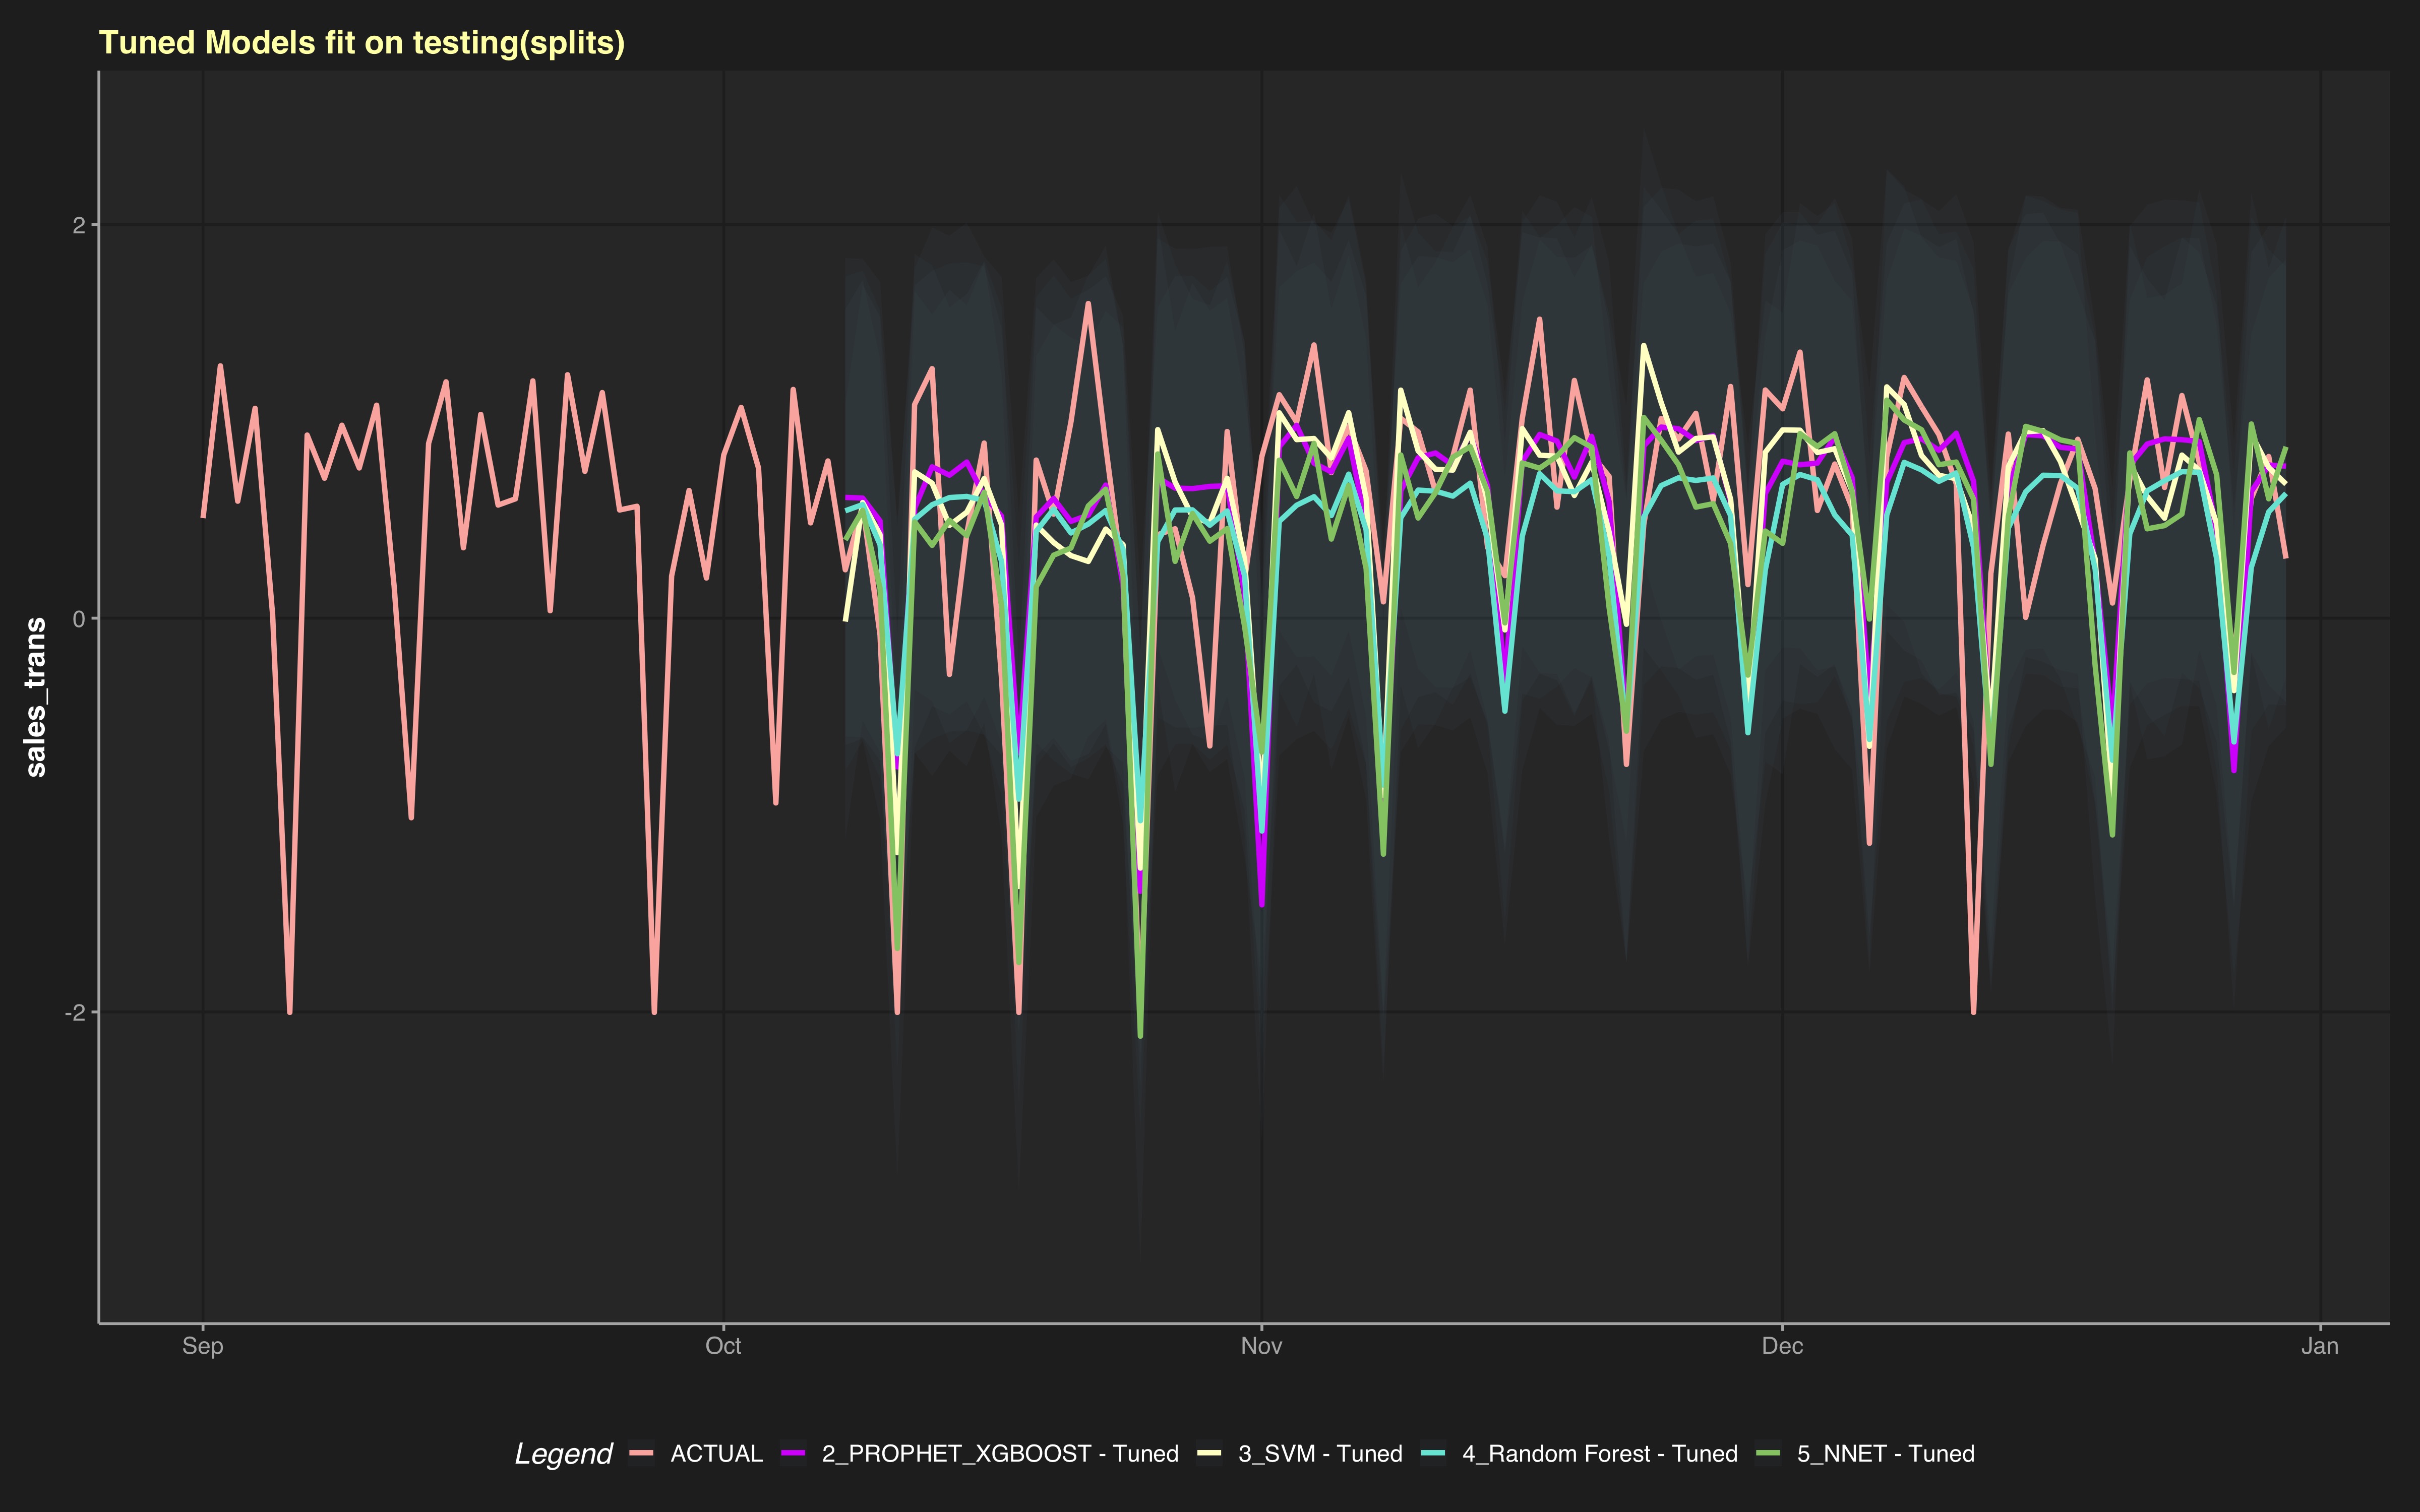 Tuned Models fit on testing(splits)
sales_trans
2
0
-2
Sep Oct Nov Dec Jan
Legend ACTUAL 2_PROPHET_XGBOOST - Tuned 3_SVM - Tuned 4_Random Forest - Tuned 5_NNET - Tuned